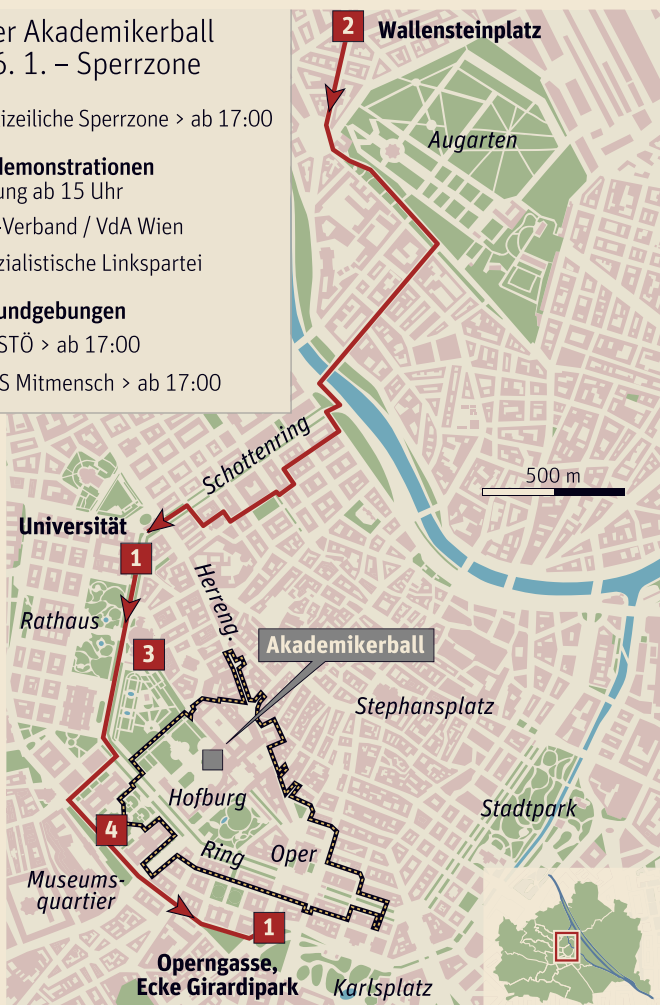 er Akademikerball
6. 1. – Sperrzone
izeiliche Sperrzone > ab 17:00
demonstrationen
ung ab 15 Uhr
-Verband / VdA Wien
zialistische Linkspartei
undgebungen
STÖ > ab 17:00
S Mitmensch > ab 17:00
2 Wallensteinplatz
Augarten
500 m
Schottenring
Universität
1
Herreng.
Rathaus
3
Akademikerball
Stephansplatz
Hofburg
Stadtpark
4
Ring
Oper
Museums-
quartier
1
Operngasse,
Ecke Girardipark
Karlsplatz